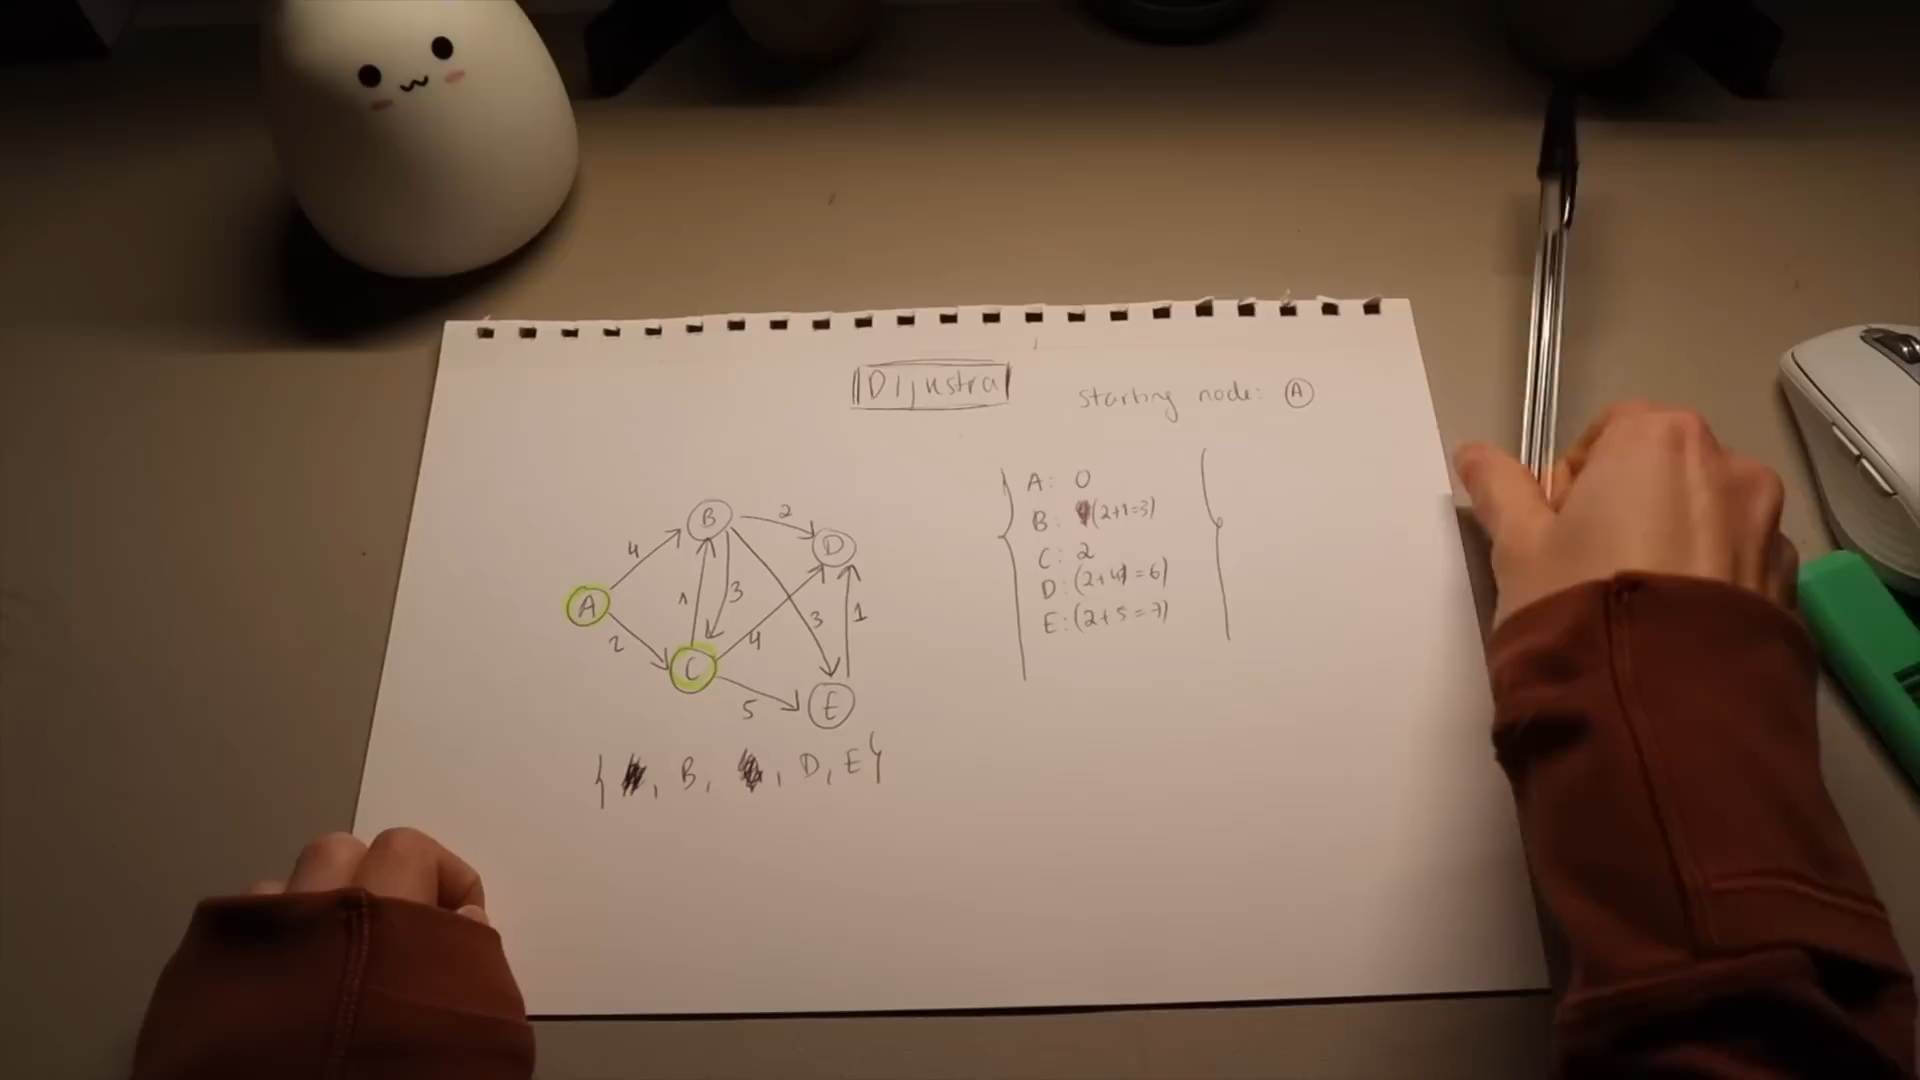 Dijkstra
starting node: A
A: 0
B: (2+1=3)
C: 2
D: (2+4=6)
E: (2+5=7)
B
2
D
4
A
1
3
3
1
2
4
C
5
E
{ , B, , D, E}